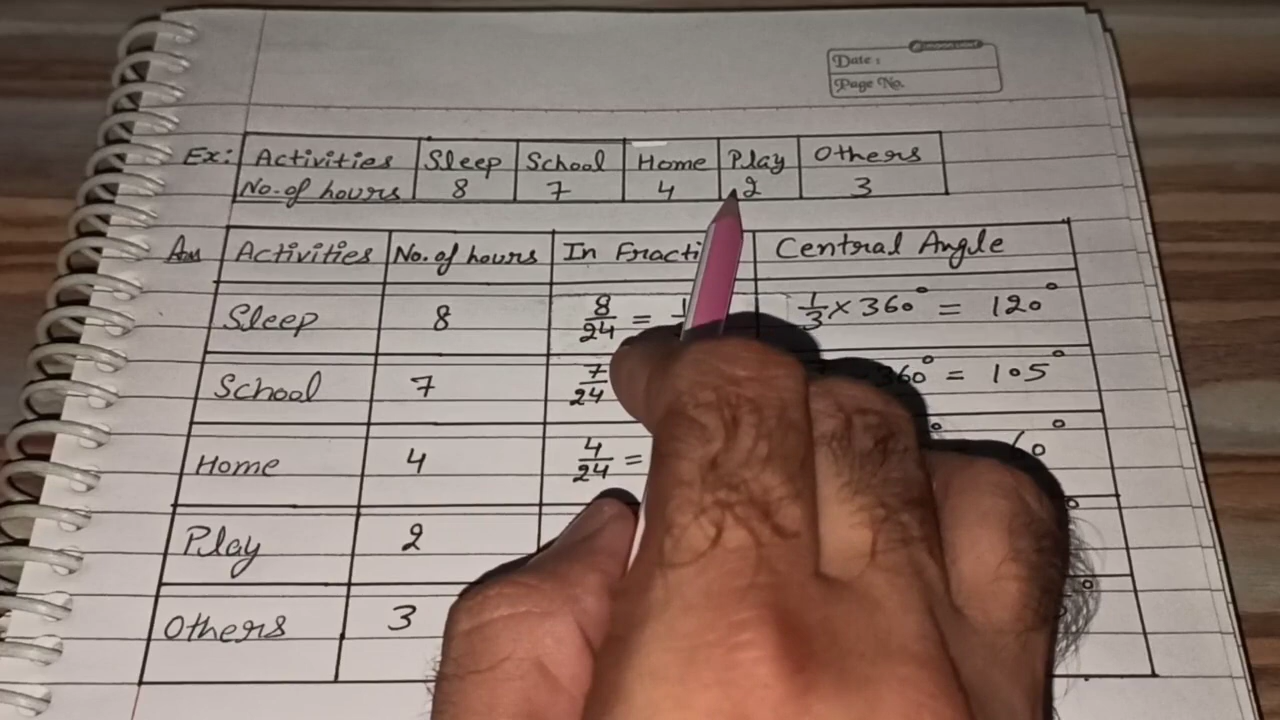 Date :
Page No.
Ex: Activities Sleep School Home Play Others
No. of hours 8 7 4 2 3
Ans Activities No. of hours In Fracti Central Angle
Sleep 8 8/24 = 1/3 × 360° = 120°
School 7 7/24 360° = 105°
Home 4 4/24 = 60°
Play 2
Others 3